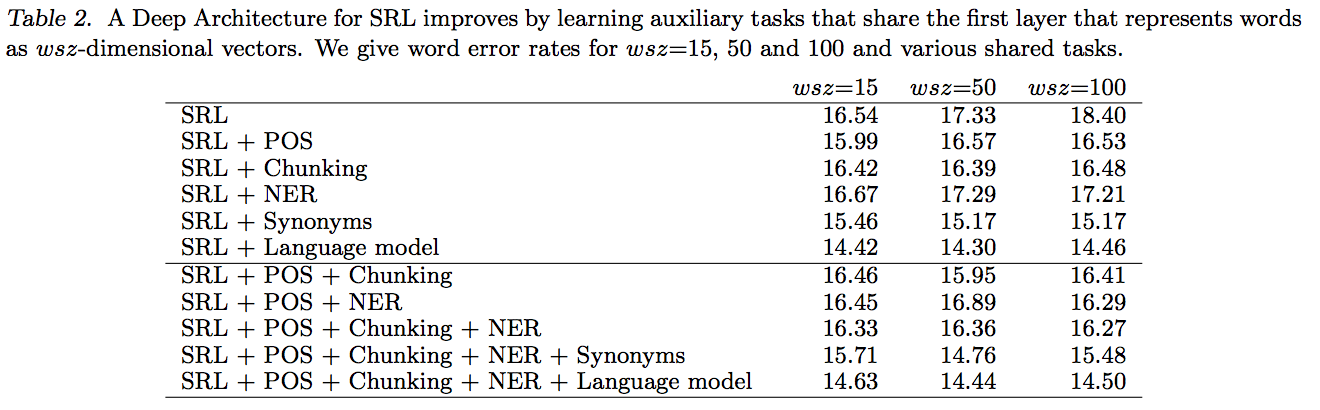 Table 2. A Deep Architecture for SRL improves by learning auxiliary tasks that share the first layer that represents words
as wsz-dimensional vectors. We give word error rates for wsz=15, 50 and 100 and various shared tasks.
wsz=15 wsz=50 wsz=100
SRL 16.54 17.33 18.40
SRL + POS 15.99 16.57 16.53
SRL + Chunking 16.42 16.39 16.48
SRL + NER 16.67 17.29 17.21
SRL + Synonyms 15.46 15.17 15.17
SRL + Language model 14.42 14.30 14.46
SRL + POS + Chunking 16.46 15.95 16.41
SRL + POS + NER 16.45 16.89 16.29
SRL + POS + Chunking + NER 16.33 16.36 16.27
SRL + POS + Chunking + NER + Synonyms 15.71 14.76 15.48
SRL + POS + Chunking + NER + Language model 14.63 14.44 14.50